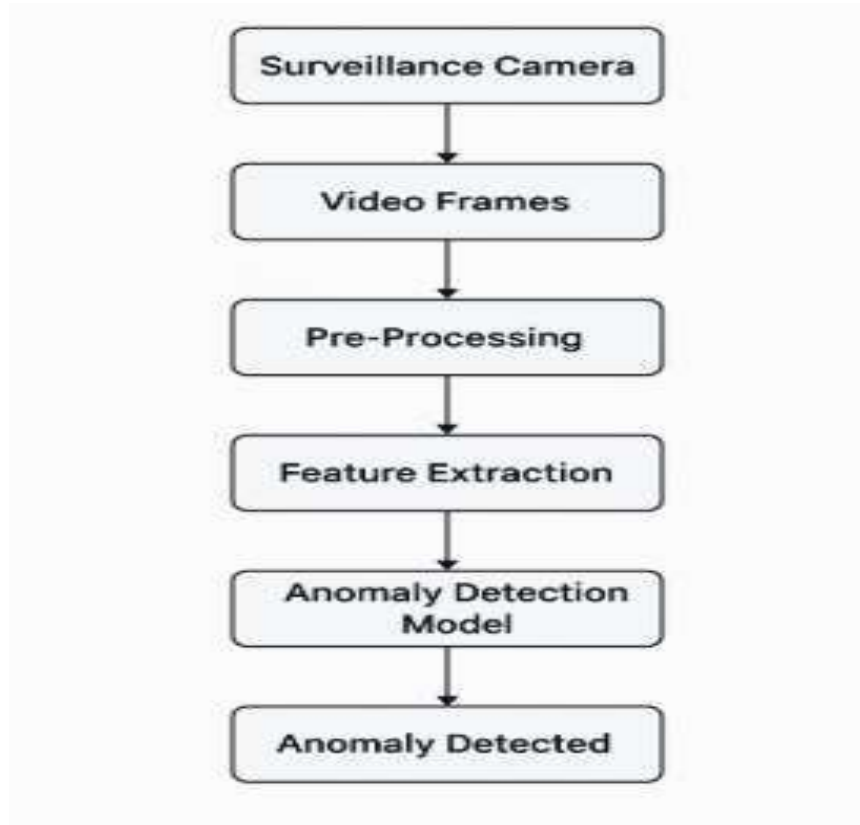 Surveillance Camera
Video Frames
Pre-Processing
Feature Extraction
Anomaly Detection
Model
Anomaly Detected